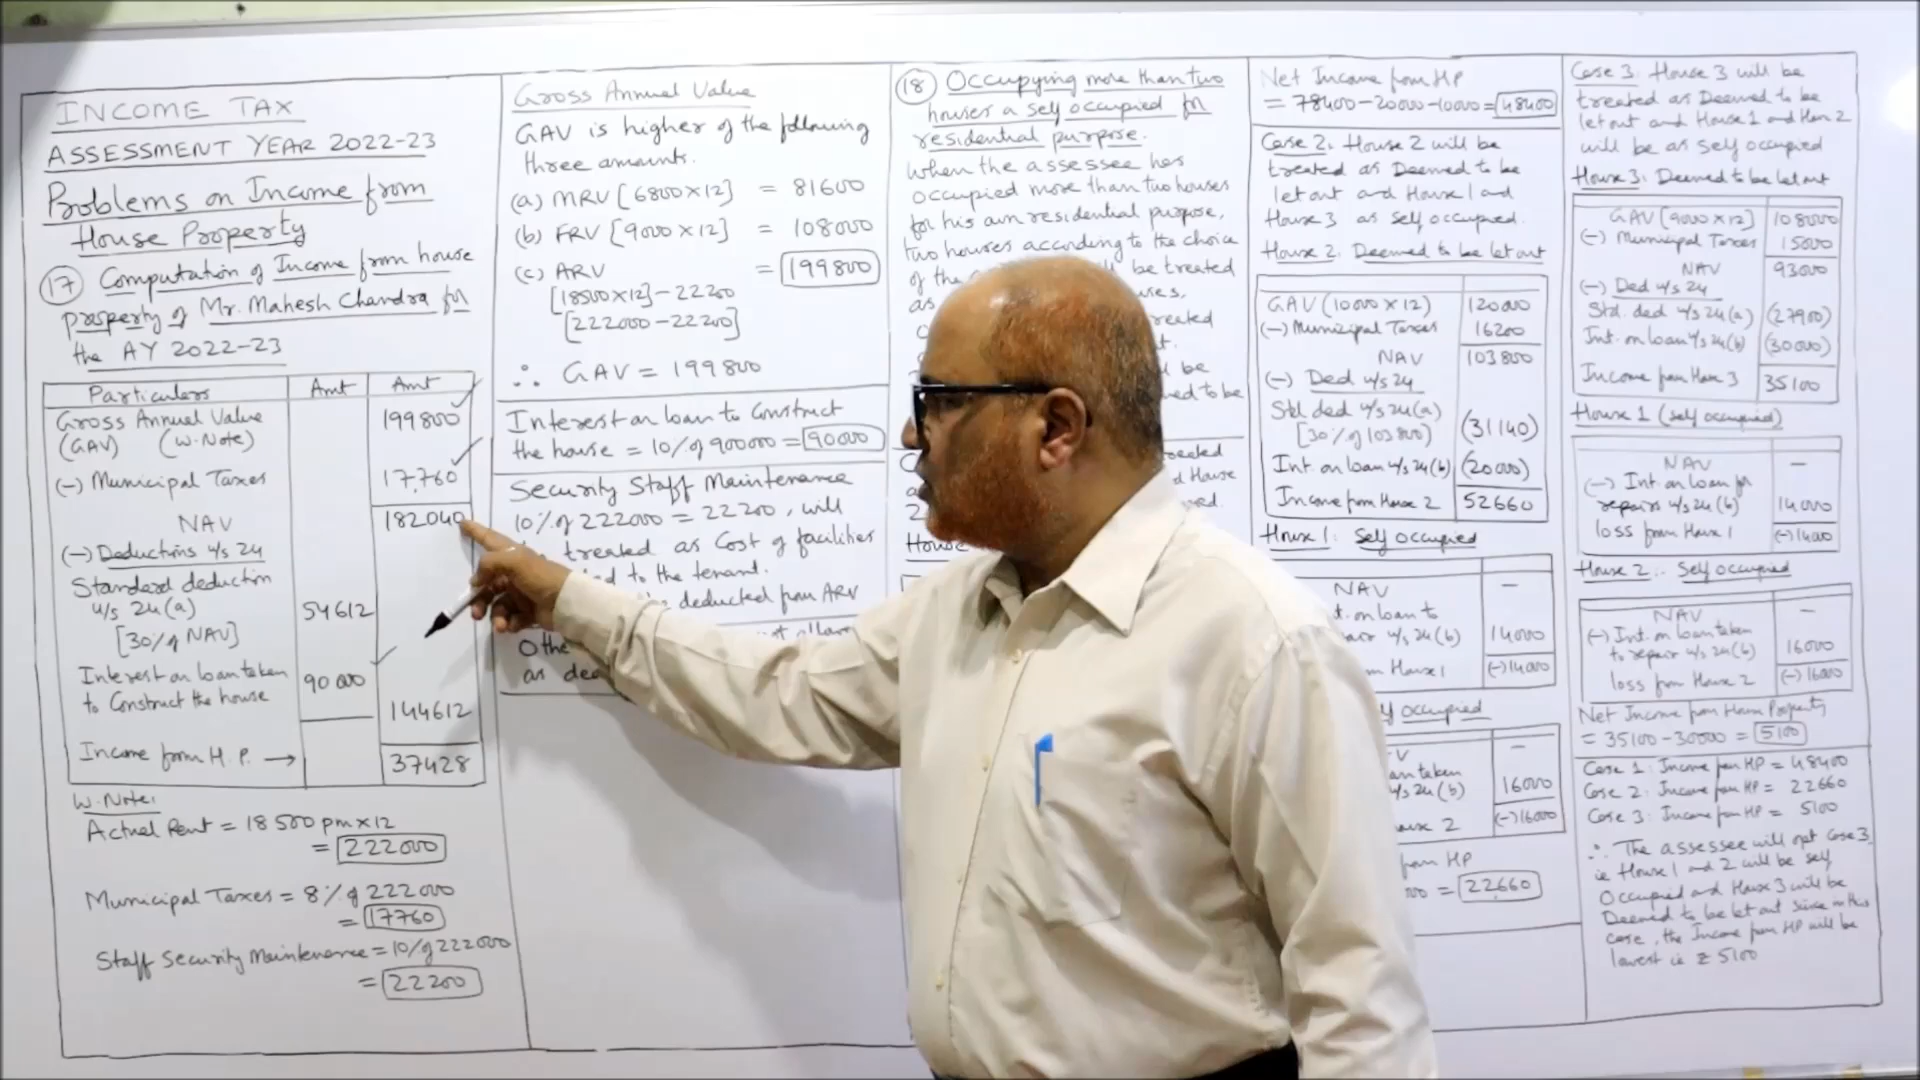 INCOME TAX
ASSESSMENT YEAR 2022-23
Problems on Income from
House Property
(17) Computation of Income from house
property of Mr. Mahesh Chandra for
the AY 2022-23
Particulars Amt Amt
Gross Annual Value 199800
(GAV) (W.Note)
(-) Municipal Taxes 17,760
NAV 182040
(-) Deductions u/s 24
Standard deduction
u/s 24(a) 54612
[30% of NAV]
Interest on loan taken
to Construct the house 90000
144612
Income from H.P. → 37428
W.Note:
Actual Rent = 18500 pm x 12
= 222000
Municipal Taxes = 8% of 222000
= 17760
Staff Security Maintenance = 10% of 222000
= 22200
Gross Annual Value
GAV is higher of the following
three amounts.
(a) MRV [6800 x 12] = 81600
(b) FRV [9000 x 12] = 108000
(c) ARV = 199800
[18500 x 12] - 22200
[222000 - 22200]
∴ GAV = 199800
Interest on loan to Construct
the house = 10% of 900000 = 90000
Security Staff Maintenance
10% of 222000 = 22200, will
treated as Cost of facilities
to the tenant.
deducted from ARV
as
(18) Occupying more than two
houses a self occupied for
residential purpose.
When the assessee has
occupied more than two houses
for his own residential purpose,
two houses according to the choice
of the be treated
as
be
to be
House
Net Income from HP
= 78400 - 20000 - 10000 = 48400
Case 2. House 2 will be
treated as Deemed to be
let out and House 1 and
House 3 as self occupied.
House 2. Deemed to be let out
GAV (10000 x 12) 120000
(-) Municipal Taxes 16200
NAV 103800
(-) Ded u/s 24
Std ded u/s 24(a)
[30% of 103800] (31140)
Int on loan u/s 24(b) (20000)
Income from House 2 52660
House 1: Self occupied
NAV —
on loan to
u/s 24(b) 14000
House 1 (-) 14000
occupied
—
taken
u/s 24(b) 16000
2 (-) 16000
from HP
= 22660
Case 3: House 3 will be
treated as Deemed to be
let out and House 1 and Hou 2
will be as self occupied
House 3: Deemed to be let out
GAV [9000 x 12] 108000
(-) Municipal Taxes 15000
NAV 93000
(-) Ded u/s 24
Std. ded u/s 24(a) (27900)
Int. on loan u/s 24(b) (30000)
Income from House 3 35100
House 1 (self occupied)
NAV —
(-) Int. on loan for
repairs u/s 24(b) 14000
loss from House 1 (-) 14000
House 2 :- Self occupied
NAV —
(-) Int. on loan taken
to repair u/s 24(b) 16000
loss from House 2 (-) 16000
Net Income from House Property
= 35100 - 30000 = 5100
Case 1: Income from HP = 48400
Case 2: Income from HP = 22660
Case 3: Income from HP = 5100
∴ The assessee will opt Case 3
ie House 1 and 2 will be self
Occupied and House 3 will be
Deemed to be let out since in this
case, the Income from HP will be
lowest ie ₹ 5100